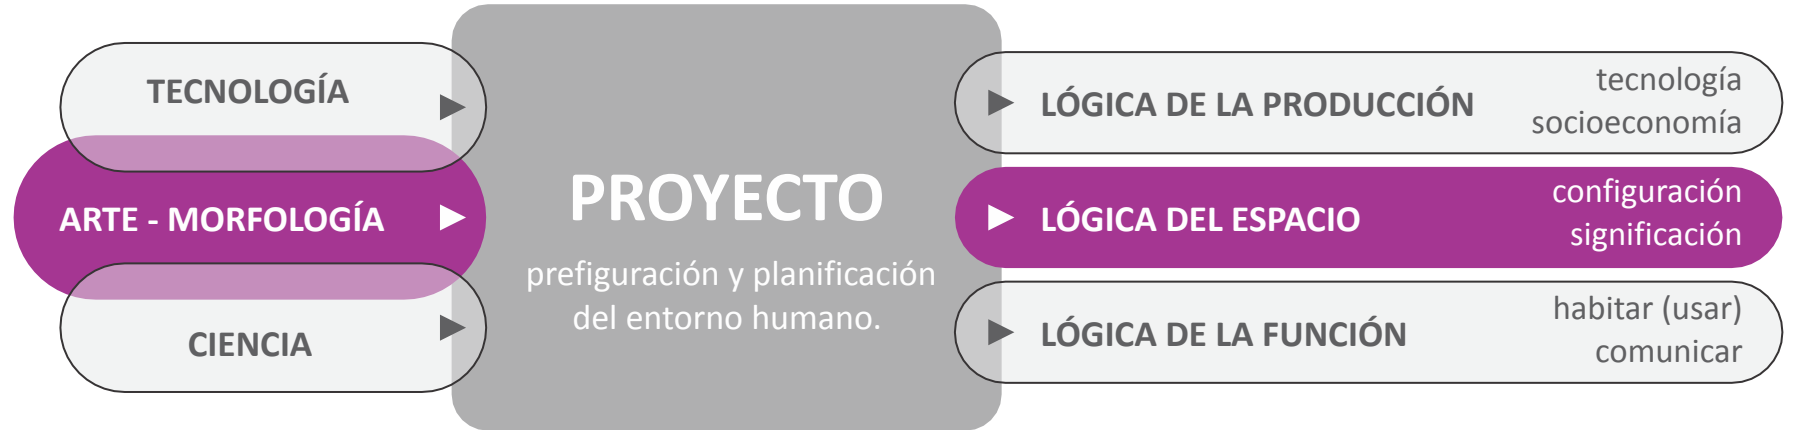 TECNOLOGÍA
ARTE - MORFOLOGÍA
CIENCIA
PROYECTO
prefiguración y planificación
del entorno humano.
LÓGICA DE LA PRODUCCIÓN
tecnología
socioeconomía
LÓGICA DEL ESPACIO
configuración
significación
LÓGICA DE LA FUNCIÓN
habitar (usar)
comunicar